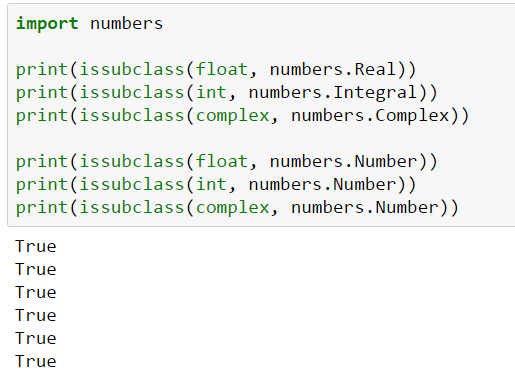 import numbers
print(issubclass(float, numbers.Real))
print(issubclass(int, numbers.Integral))
print(issubclass(complex, numbers.Complex))
print(issubclass(float, numbers.Number))
print(issubclass(int, numbers.Number))
print(issubclass(complex, numbers.Number))
True
True
True
True
True
True